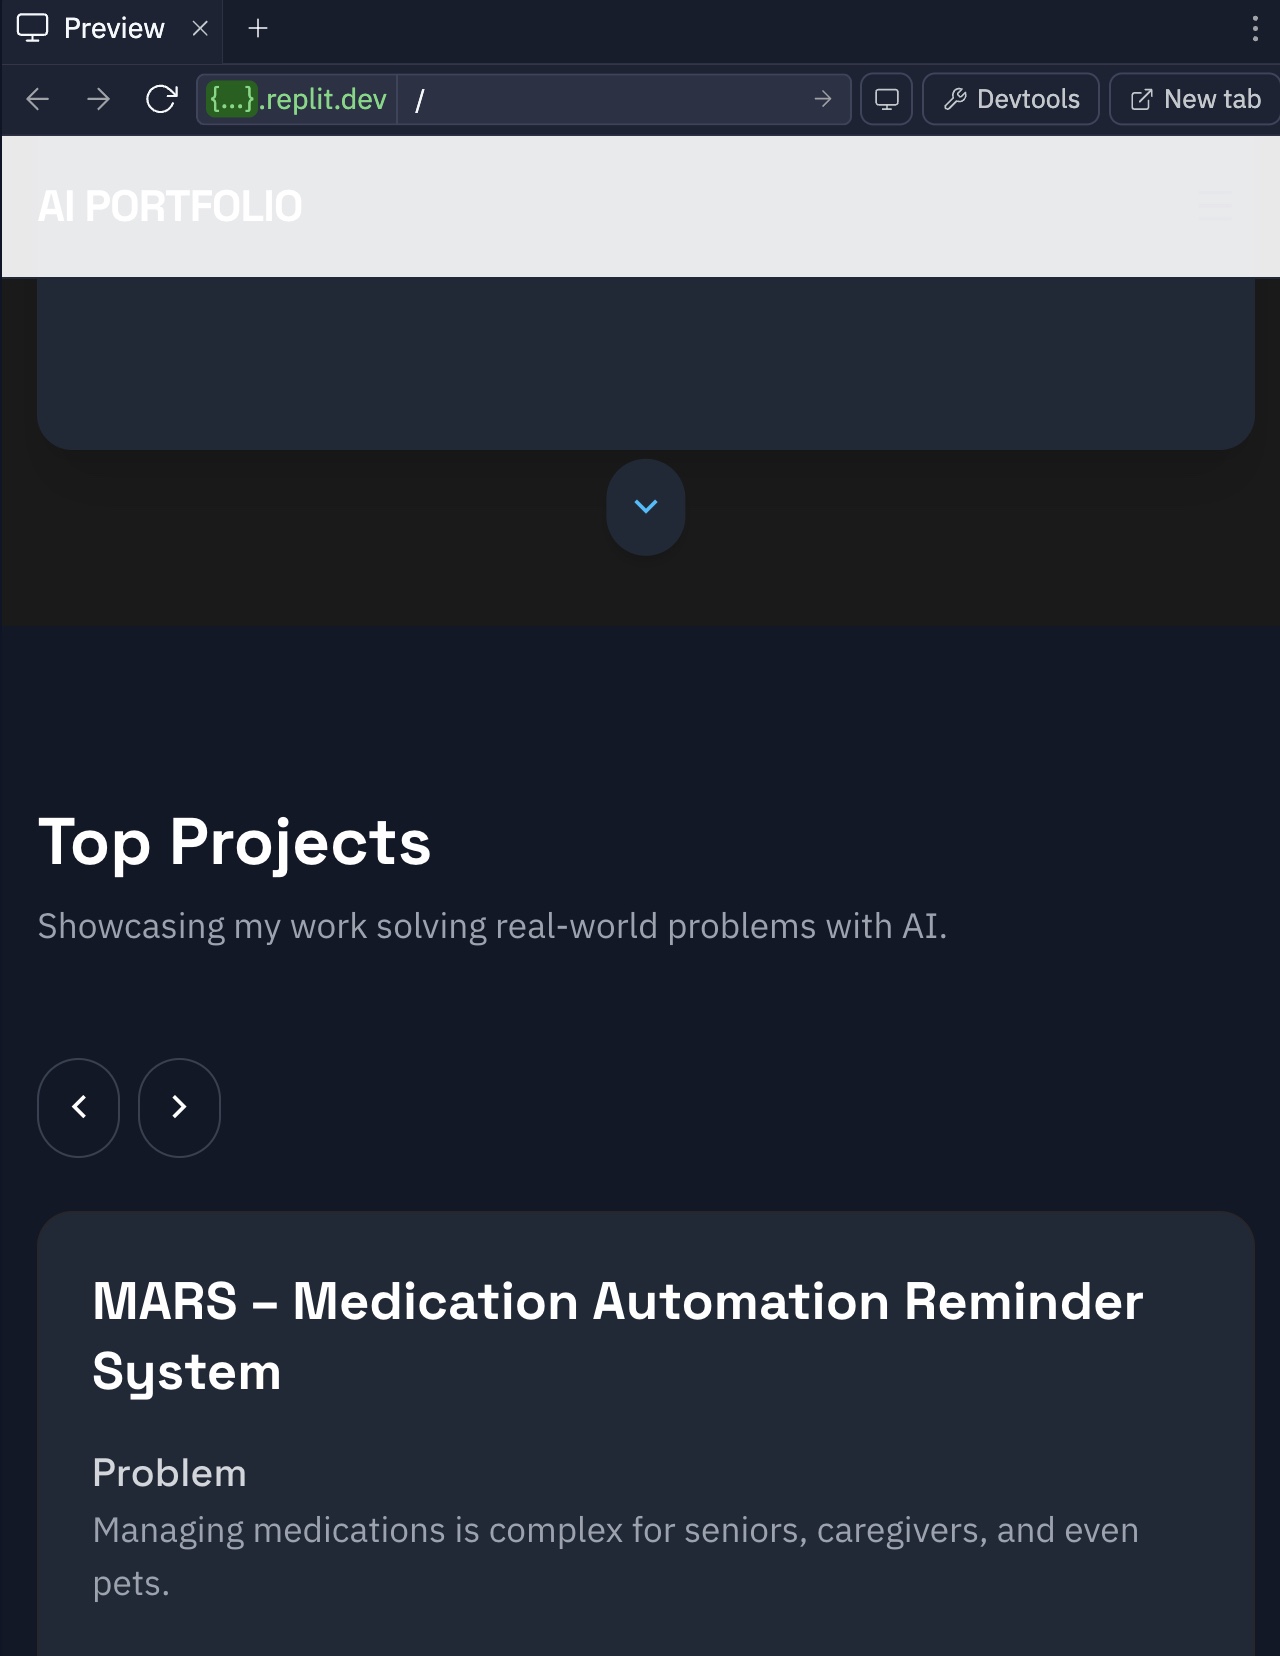 Preview
{...}.replit.dev /
Devtools
New tab
AI PORTFOLIO
Top Projects
Showcasing my work solving real-world problems with AI.
MARS – Medication Automation Reminder
System
Problem
Managing medications is complex for seniors, caregivers, and even
pets.